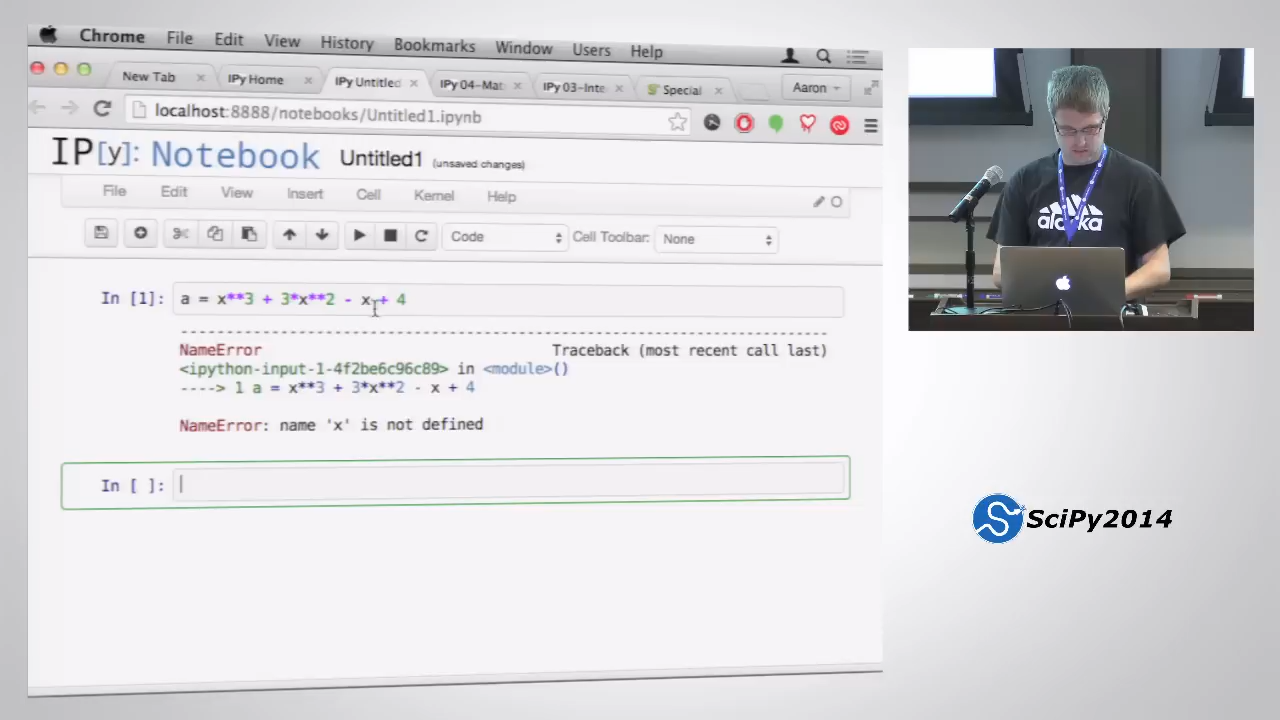 Chrome File Edit View History Bookmarks Window Users Help
New Tab IPy Home IPy Untitled IPy 04-Mat IPy 03-Inte Special Aaron
localhost:8888/notebooks/Untitled1.ipynb
IP[y]: Notebook Untitled1 (unsaved changes)
File Edit View Insert Cell Kernel Help
Code Cell Toolbar: None
In [1]: a = x**3 + 3*x**2 - x + 4
---------------------------------------------------------------------------
NameError Traceback (most recent call last)
<ipython-input-1-4f2be6c96c89> in <module>()
----> 1 a = x**3 + 3*x**2 - x + 4
NameError: name 'x' is not defined
In [ ]:
SciPy2014